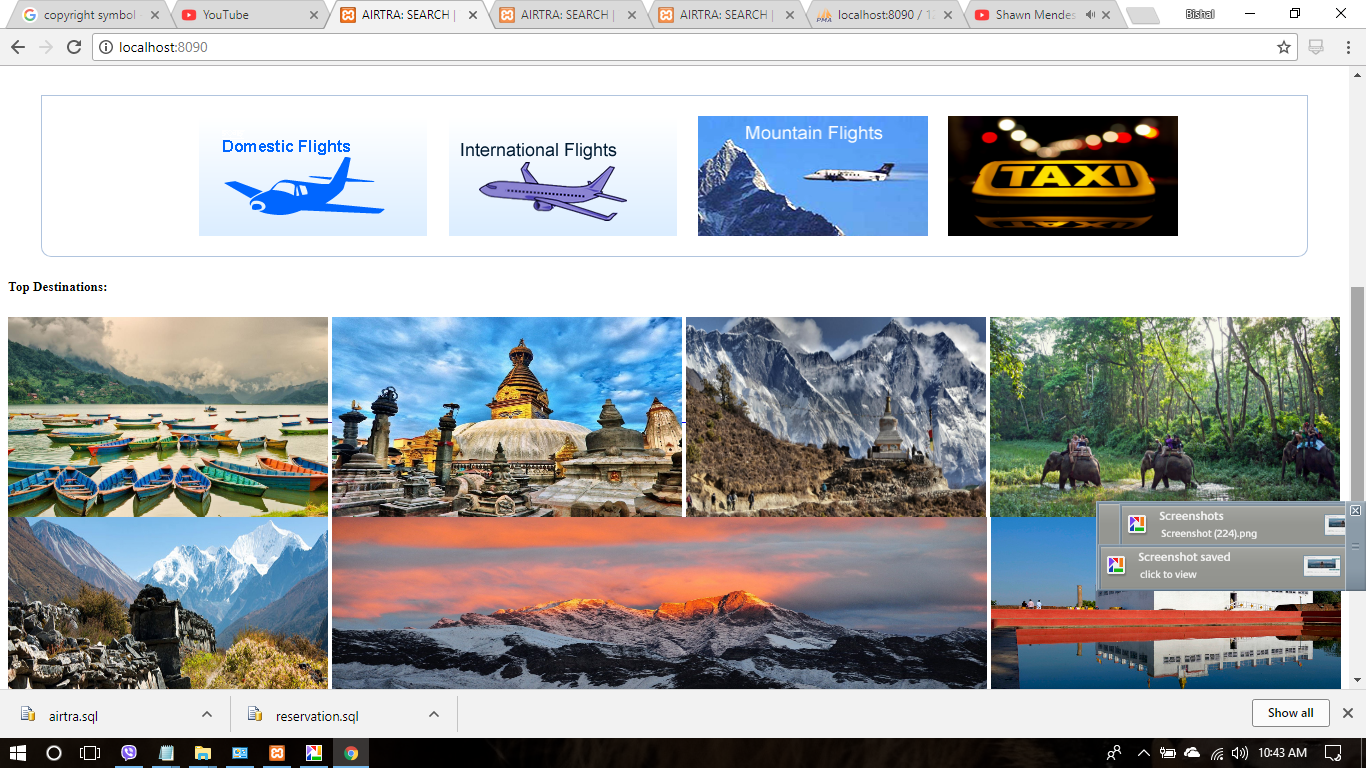 copyright symbol
YouTube
AIRTRA: SEARCH |
AIRTRA: SEARCH |
AIRTRA: SEARCH |
localhost:8090 / 12
Shawn Mendes
Bishal
localhost:8090
Domestic Flights
International Flights
Mountain Flights
TAXI
Top Destinations:
Screenshots
Screenshot (224).png
Screenshot saved
click to view
airtra.sql
reservation.sql
Show all
10:43 AM